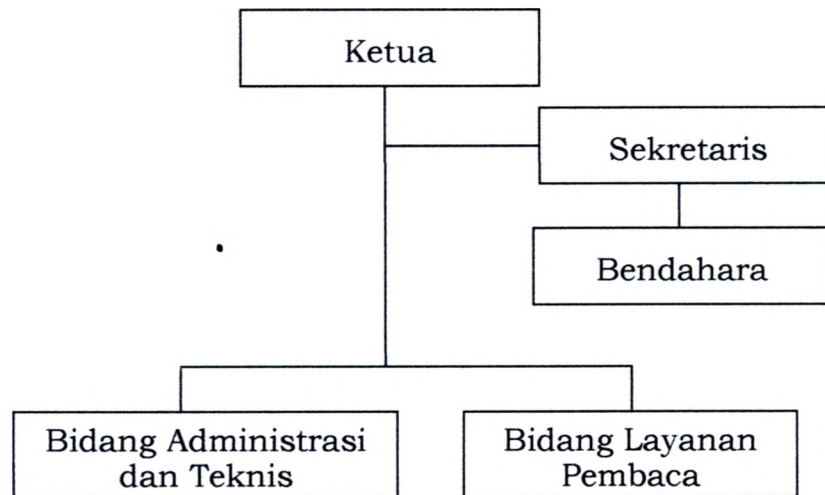 Ketua
Sekretaris
Bendahara
Bidang Administrasi
dan Teknis
Bidang Layanan
Pembaca